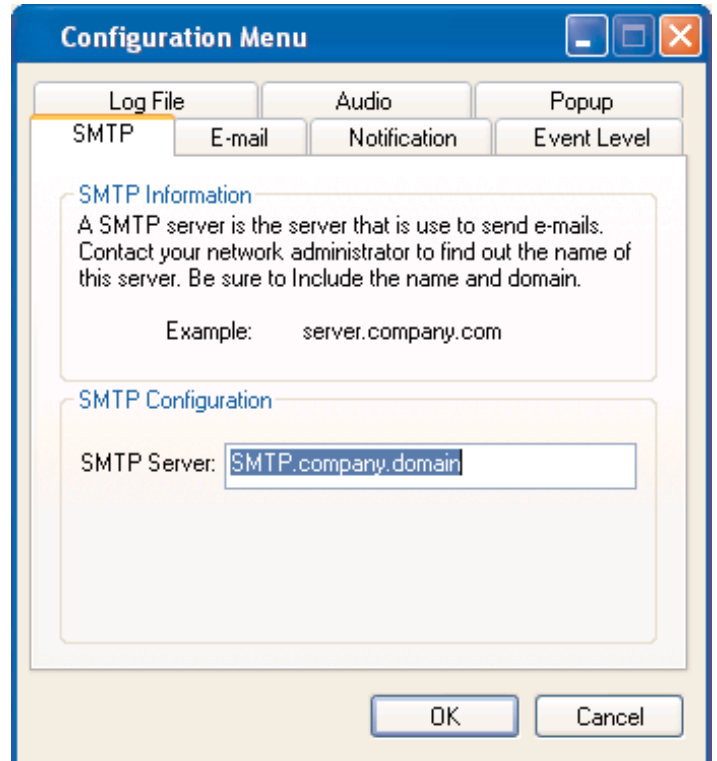 Configuration Menu
Log File Audio Popup
SMTP E-mail Notification Event Level
SMTP Information
A SMTP server is the server that is use to send e-mails.
Contact your network administrator to find out the name of
this server. Be sure to Include the name and domain.
Example: server.company.com
SMTP Configuration
SMTP Server: SMTP.company.domain
OK Cancel